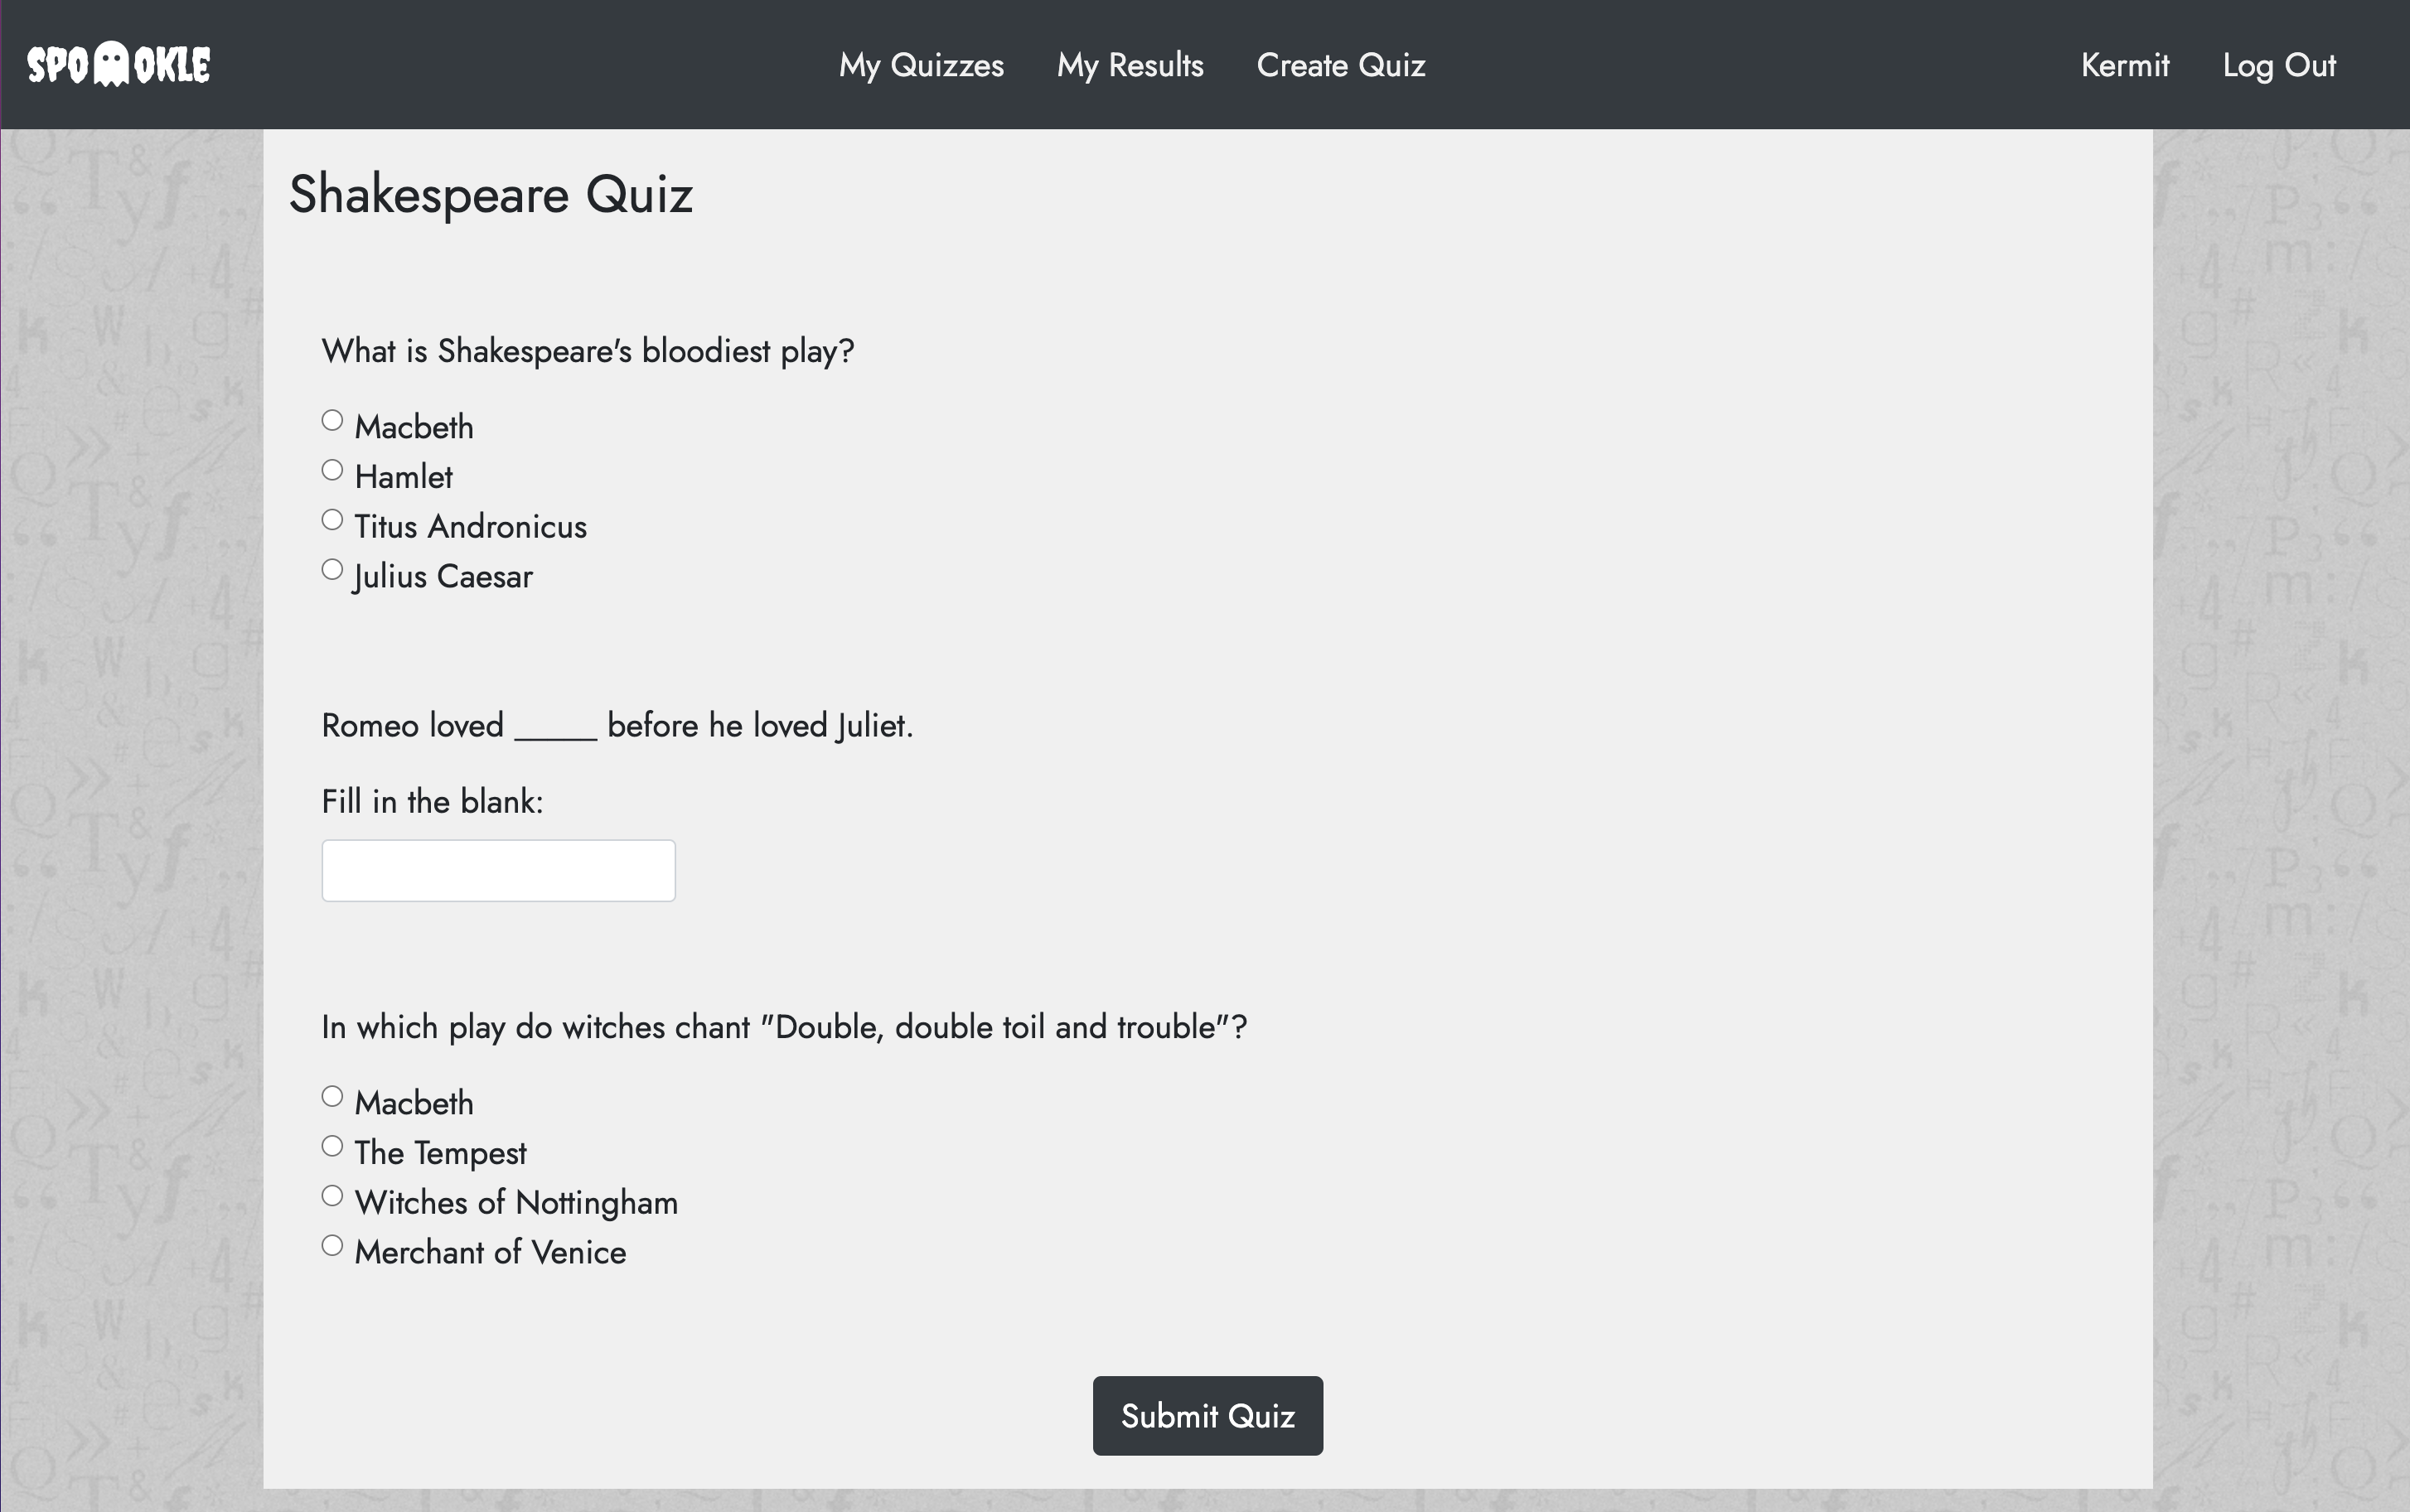 SPOOKLE
My Quizzes My Results Create Quiz
Kermit Log Out
Shakespeare Quiz
What is Shakespeare's bloodiest play?
Macbeth
Hamlet
Titus Andronicus
Julius Caesar
Romeo loved _____ before he loved Juliet.
Fill in the blank:
In which play do witches chant "Double, double toil and trouble"?
Macbeth
The Tempest
Witches of Nottingham
Merchant of Venice
Submit Quiz